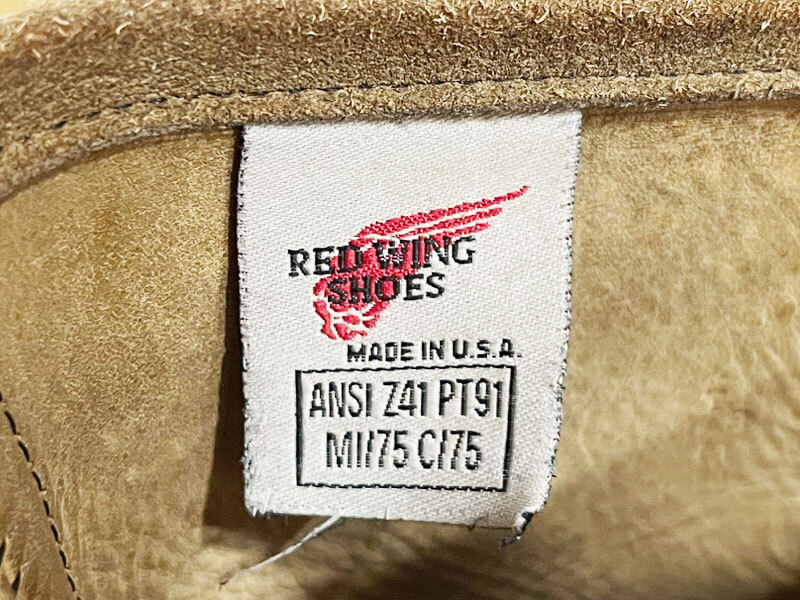 RED WING
SHOES
MADE IN U.S.A.
ANSI Z41 PT91
MI/75 C/75